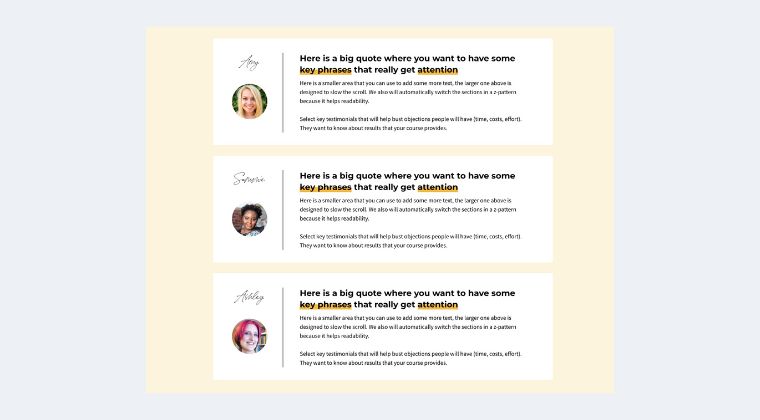 Amy
Here is a big quote where you want to have some
key phrases that really get attention
Here is a smaller area that you can use to add some more text, the larger one above is
designed to slow the scroll. We also will automatically switch the sections in a z-pattern
because it helps readability.
Select key testimonials that will help bust objections people will have (time, costs, effort).
They want to know about results that your course provides.
Sammie
Here is a big quote where you want to have some
key phrases that really get attention
Here is a smaller area that you can use to add some more text, the larger one above is
designed to slow the scroll. We also will automatically switch the sections in a z-pattern
because it helps readability.
Select key testimonials that will help bust objections people will have (time, costs, effort).
They want to know about results that your course provides.
Ashley
Here is a big quote where you want to have some
key phrases that really get attention
Here is a smaller area that you can use to add some more text, the larger one above is
designed to slow the scroll. We also will automatically switch the sections in a z-pattern
because it helps readability.
Select key testimonials that will help bust objections people will have (time, costs, effort).
They want to know about results that your course provides.